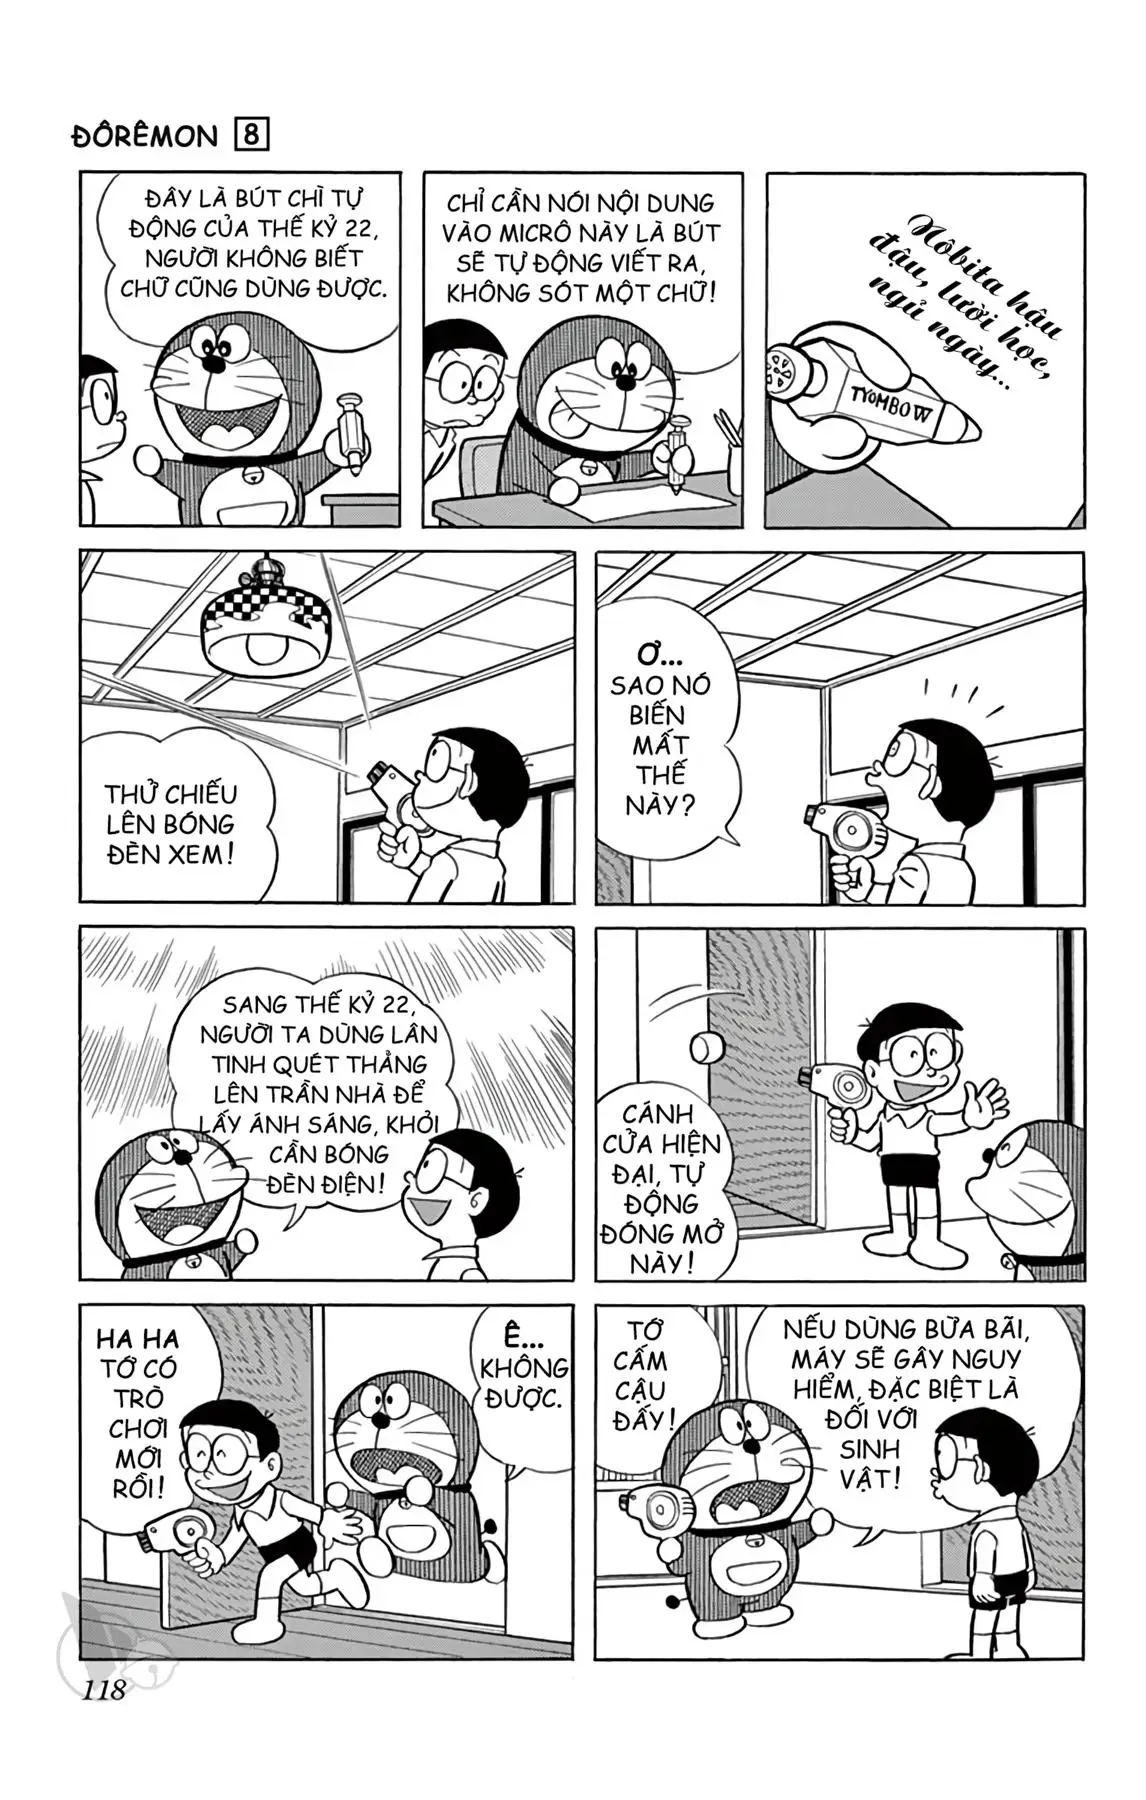 ĐÔRÊMON 8
ĐÂY LÀ BÚT CHÌ TỰ
ĐỘNG CỦA THẾ KỶ 22,
NGƯỜI KHÔNG BIẾT
CHỮ CŨNG DÙNG ĐƯỢC.
CHỈ CẦN NÓI NỘI DUNG
VÀO MICRÔ NÀY LÀ BÚT
SẼ TỰ ĐỘNG VIẾT RA,
KHÔNG SÓT MỘT CHỮ!
Nôbita hậu
đậu, lười học,
ngủ ngày...
TYOMBOW
THỬ CHIẾU
LÊN BÓNG
ĐÈN XEM!
Ơ...
SAO NÓ
BIẾN
MẤT
THẾ
NÀY?
SANG THẾ KỶ 22,
NGƯỜI TA DÙNG LÂN
TINH QUÉT THẲNG
LÊN TRẦN NHÀ ĐỂ
LẤY ÁNH SÁNG, KHỎI
CẦN BÓNG
ĐÈN ĐIỆN!
CÁNH
CỬA HIỆN
ĐẠI, TỰ
ĐỘNG
ĐÓNG MỞ
NÀY!
HA HA
TỚ CÓ
TRÒ
CHƠI
MỚI
RỒI!
Ê...
KHÔNG
ĐƯỢC.
TỚ
CẤM
CẬU
ĐẤY!
NẾU DÙNG BỪA BÃI,
MÁY SẼ GÂY NGUY
HIỂM, ĐẶC BIỆT LÀ
ĐỐI VỚI
SINH
VẬT!
118